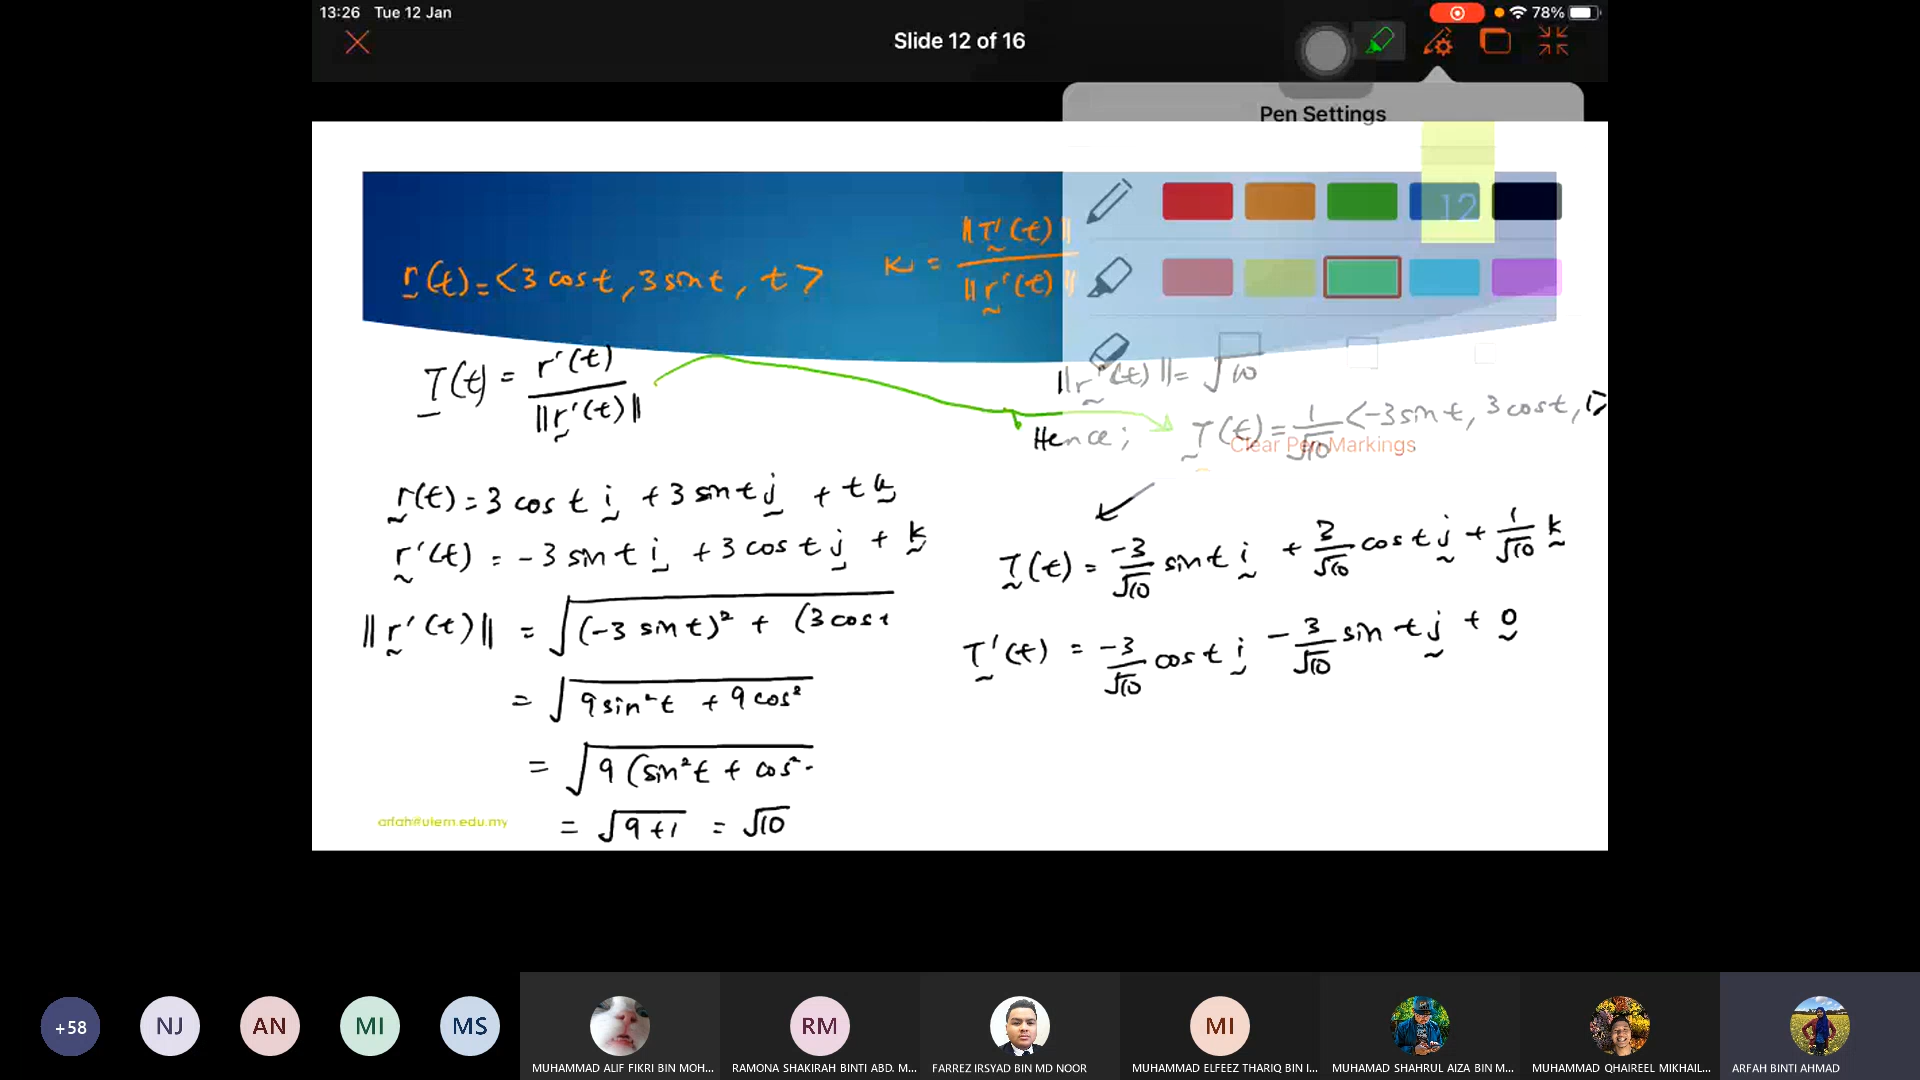 13:26 Tue 12 Jan
78%
Slide 12 of 16
Pen Settings
12
r(t) = <3 cos t, 3 sin t, t>
K = ||T'(t)|| / ||r'(t)||
T(t) = r'(t) / ||r'(t)||
||r'(t)|| = √10
Hence; T(t) = 1/√10 <-3 sin t, 3 cos t, 1>
Clear Pen Markings
r(t) = 3 cos t i + 3 sin t j + t k
r'(t) = -3 sin t i + 3 cos t j + k
||r'(t)|| = √(-3 sin t)² + (3 cos t
= √9 sin² t + 9 cos²
= √9 (sin² t + cos²
= √9+1 = √10
T(t) = -3/√10 sin t i + 3/√10 cos t j + 1/√10 k
T'(t) = -3/√10 cos t i - 3/√10 sin t j + 0
arfah@utem.edu.my
+58
NJ
AN
MI
MS
RM
MI
MUHAMMAD ALIF FIKRI BIN MOH...
RAMONA SHAKIRAH BINTI ABD. M...
FARREZ IRSYAD BIN MD NOOR
MUHAMMAD ELFEEZ THARIQ BIN I...
MUHAMAD SHAHRUL AIZA BIN M...
MUHAMMAD QHAIREEL MIKHAIL...
ARFAH BINTI AHMAD